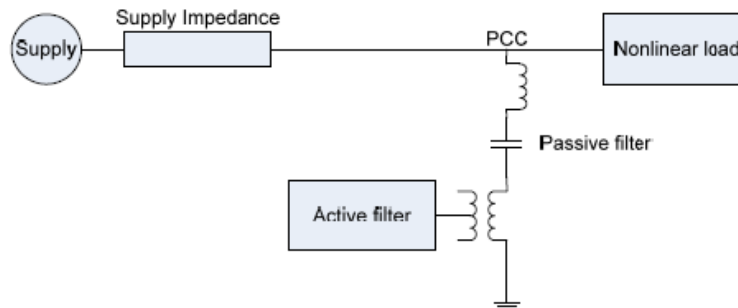 Supply Impedance
Supply
PCC
Nonlinear load
Passive filter
Active filter